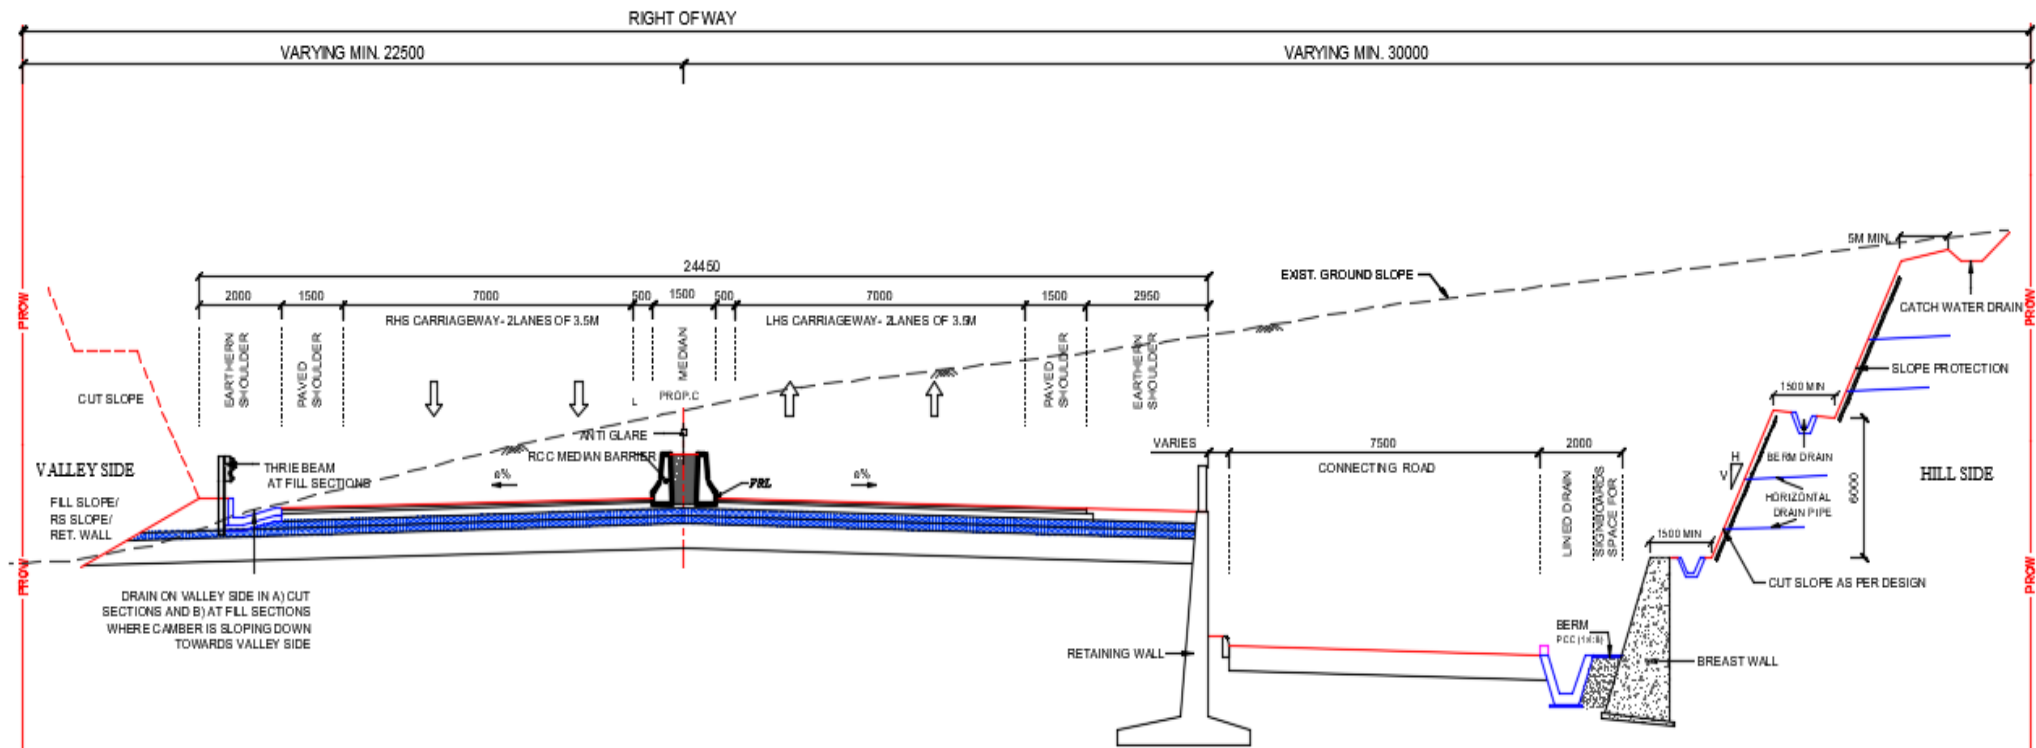 RIGHT OF WAY
VARYING MIN. 22500
VARYING MIN. 30000
PROW
PROW
5M MIN.
24450
EXIST. GROUND SLOPE
2000
1500
7000
500
1500
500
7000
1500
2950
CATCH WATER DRAIN
RHS CARRIAGEWAY- 2LANES OF 3.5M
LHS CARRIAGEWAY- 2LANES OF 3.5M
EARTHERN
SHOULDER
PAVED
SHOULDER
MEDIAN
PAVED
SHOULDER
EARTHERN
SHOULDER
SLOPE PROTECTION
1500 MIN
CUT SLOPE
L
PROP.C
ANTI GLARE
RCC MEDIAN BARRIER
VARIES
7500
2000
CONNECTING ROAD
BERM DRAIN
H
V
6000
VALLEY SIDE
THRIE BEAM
AT FILL SECTIONS
e%
e%
FRL
HILL SIDE
FILL SLOPE/
RS SLOPE/
RET. WALL
HORIZONTAL
DRAIN PIPE
LINED DRAIN
SIGNBOARDS
SPACE FOR
1500 MIN
PROW
PROW
CUT SLOPE AS PER DESIGN
DRAIN ON VALLEY SIDE IN A) CUT
SECTIONS AND B) AT FILL SECTIONS
WHERE CAMBER IS SLOPING DOWN
TOWARDS VALLEY SIDE
BERM
PCC
RETAINING WALL
BREAST WALL